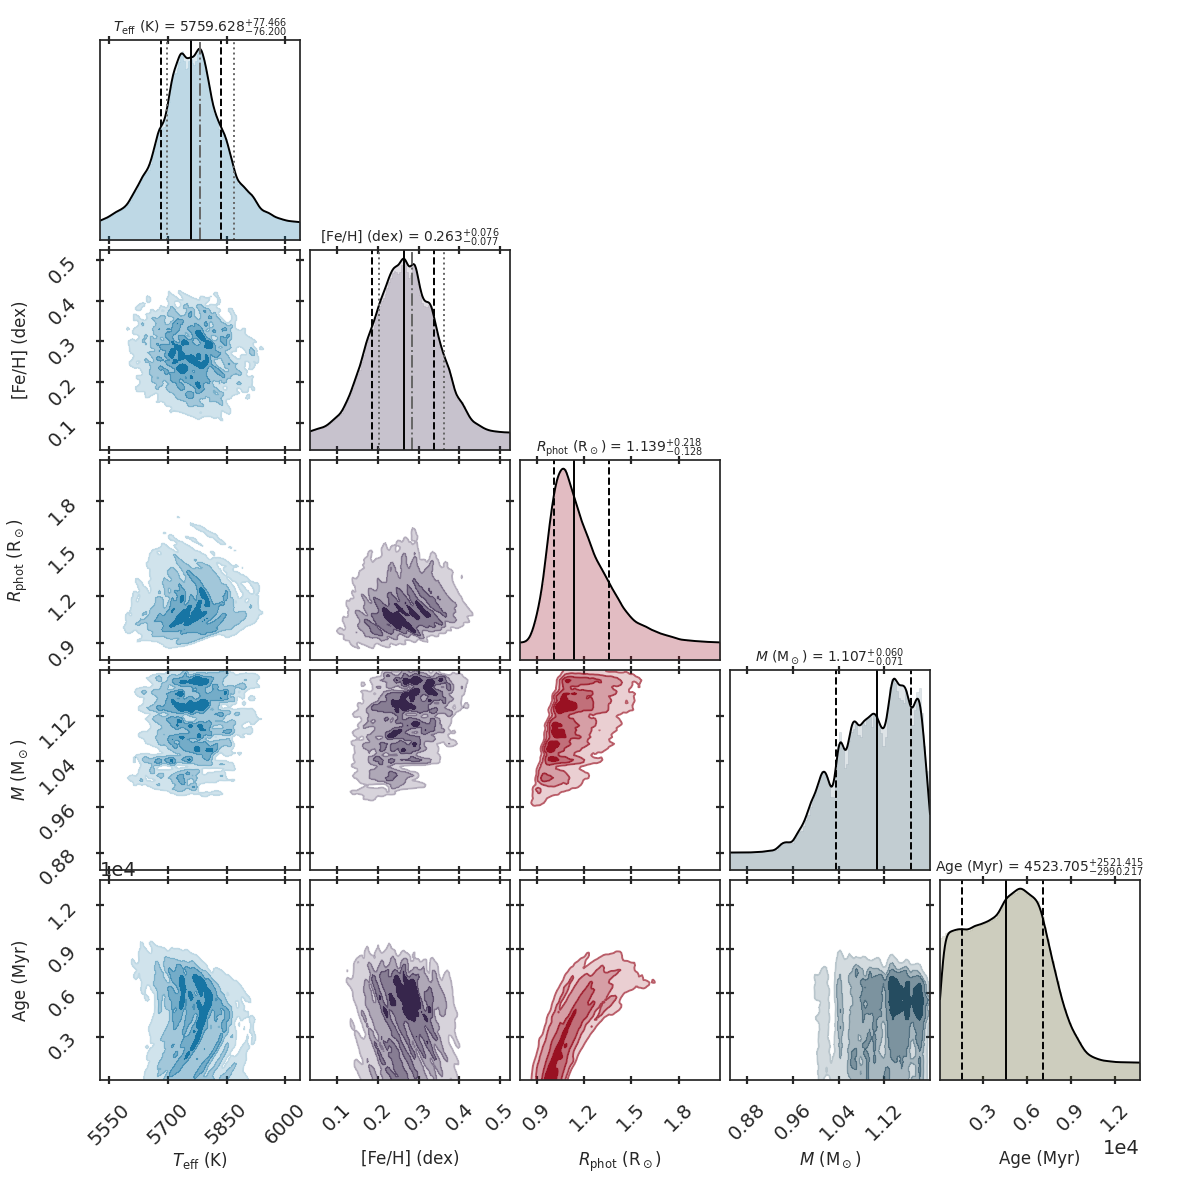 T_eff (K) = 5759.628 +77.466 −76.200
[Fe/H] (dex) = 0.263 +0.076 −0.077
[Fe/H] (dex)
0.5
0.4
0.3
0.2
0.1
R_phot (R⊙) = 1.139 +0.218 −0.128
R_phot (R⊙)
1.8
1.5
1.2
0.9
M (M⊙) = 1.107 +0.060 −0.071
M (M⊙)
1.12
1.04
0.96
0.88
1e4
Age (Myr) = 4523.705 +2521.415 −2990.217
Age (Myr)
1.2
0.9
0.6
0.3
5550 5700 5850 6000
0.1 0.2 0.3 0.4 0.5
0.9 1.2 1.5 1.8
0.88 0.96 1.04 1.12
0.3 0.6 0.9 1.2
1e4
T_eff (K)
[Fe/H] (dex)
R_phot (R⊙)
M (M⊙)
Age (Myr)